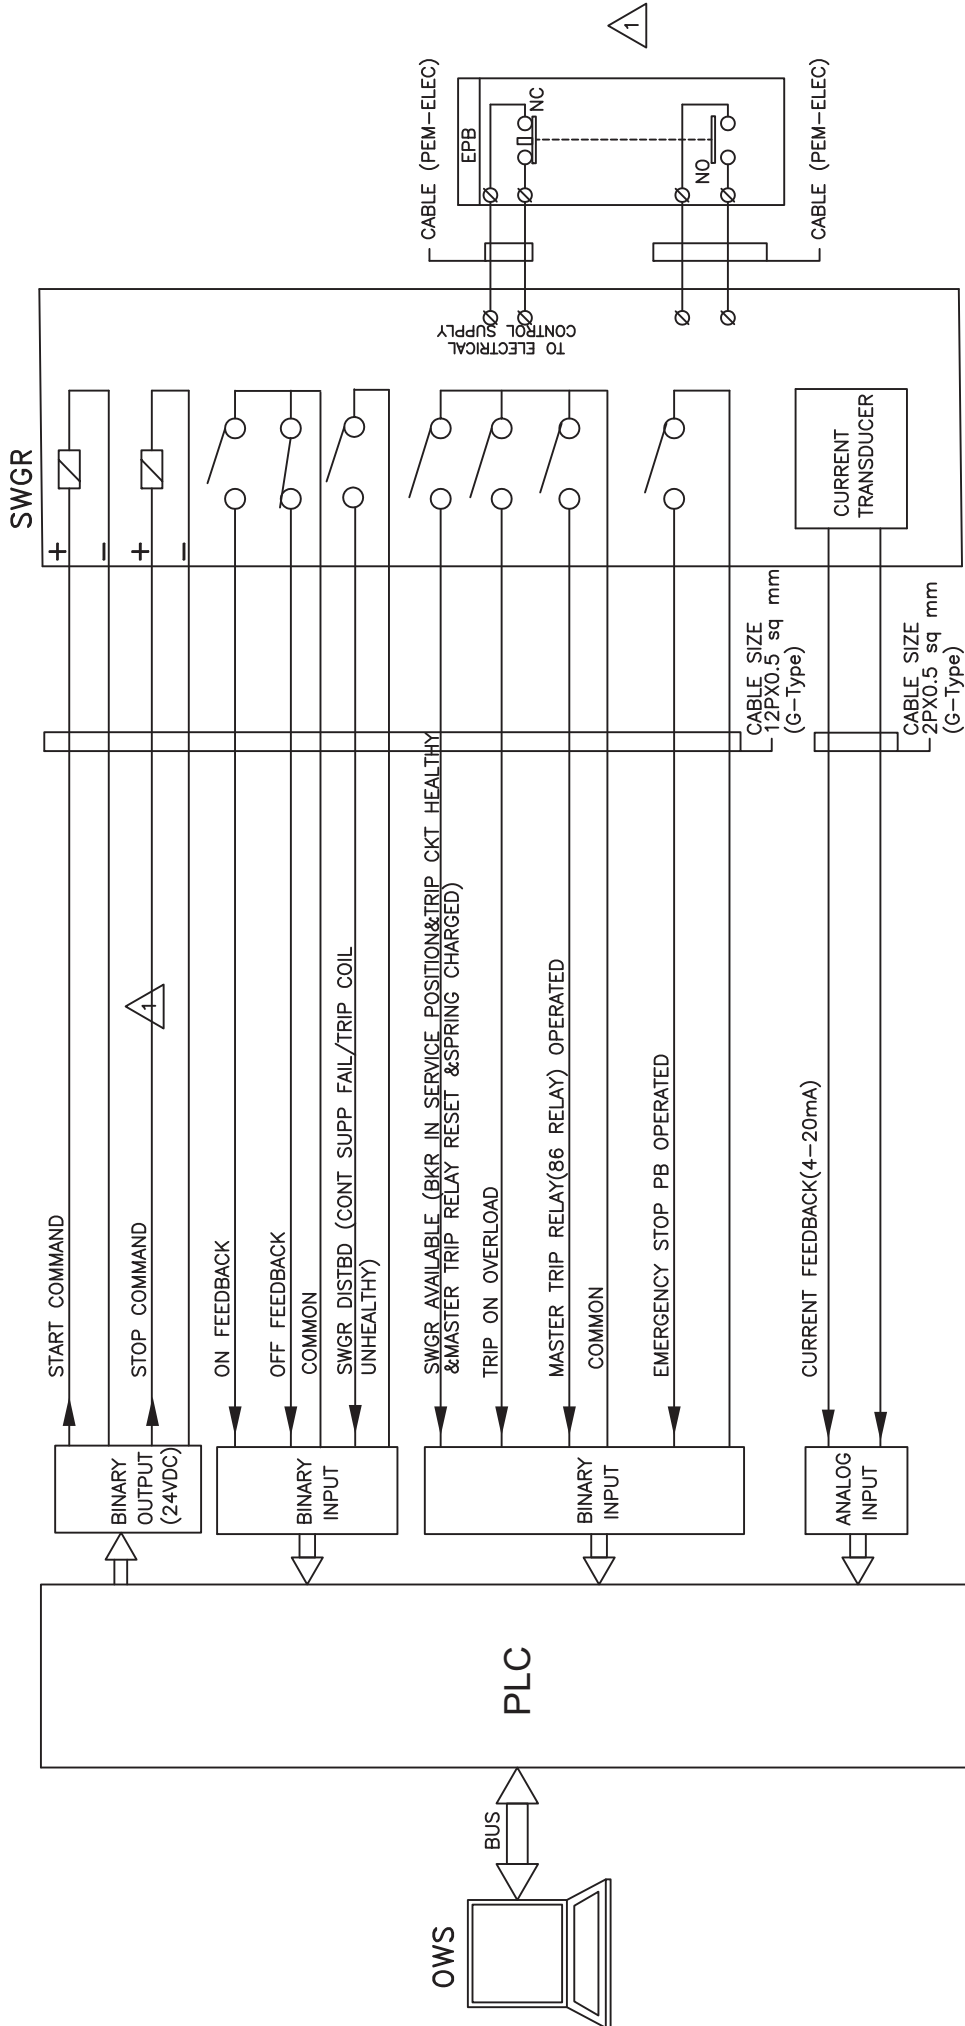 OWS
BUS
PLC
BINARY
OUTPUT
(24VDC)
BINARY
INPUT
BINARY
INPUT
ANALOG
INPUT
START COMMAND
STOP COMMAND
1
ON FEEDBACK
OFF FEEDBACK
COMMON
SWGR DISTBD (CONT SUPP FAIL/TRIP COIL
UNHEALTHY)
SWGR AVAILABLE (BKR IN SERVICE POSITION&TRIP CKT HEALTHY
&MASTER TRIP RELAY RESET &SPRING CHARGED)
TRIP ON OVERLOAD
MASTER TRIP RELAY(86 RELAY) OPERATED
COMMON
EMERGENCY STOP PB OPERATED
CURRENT FEEDBACK(4-20mA)
CABLE SIZE
12PX0.5 sq mm
(G-Type)
CABLE SIZE
2PX0.5 sq mm
(G-Type)
SWGR
+
-
+
-
CURRENT
TRANSDUCER
TO ELECTRICAL
CONTROL SUPPLY
CABLE (PEM-ELEC)
EPB
NC
NO
CABLE (PEM-ELEC)
1